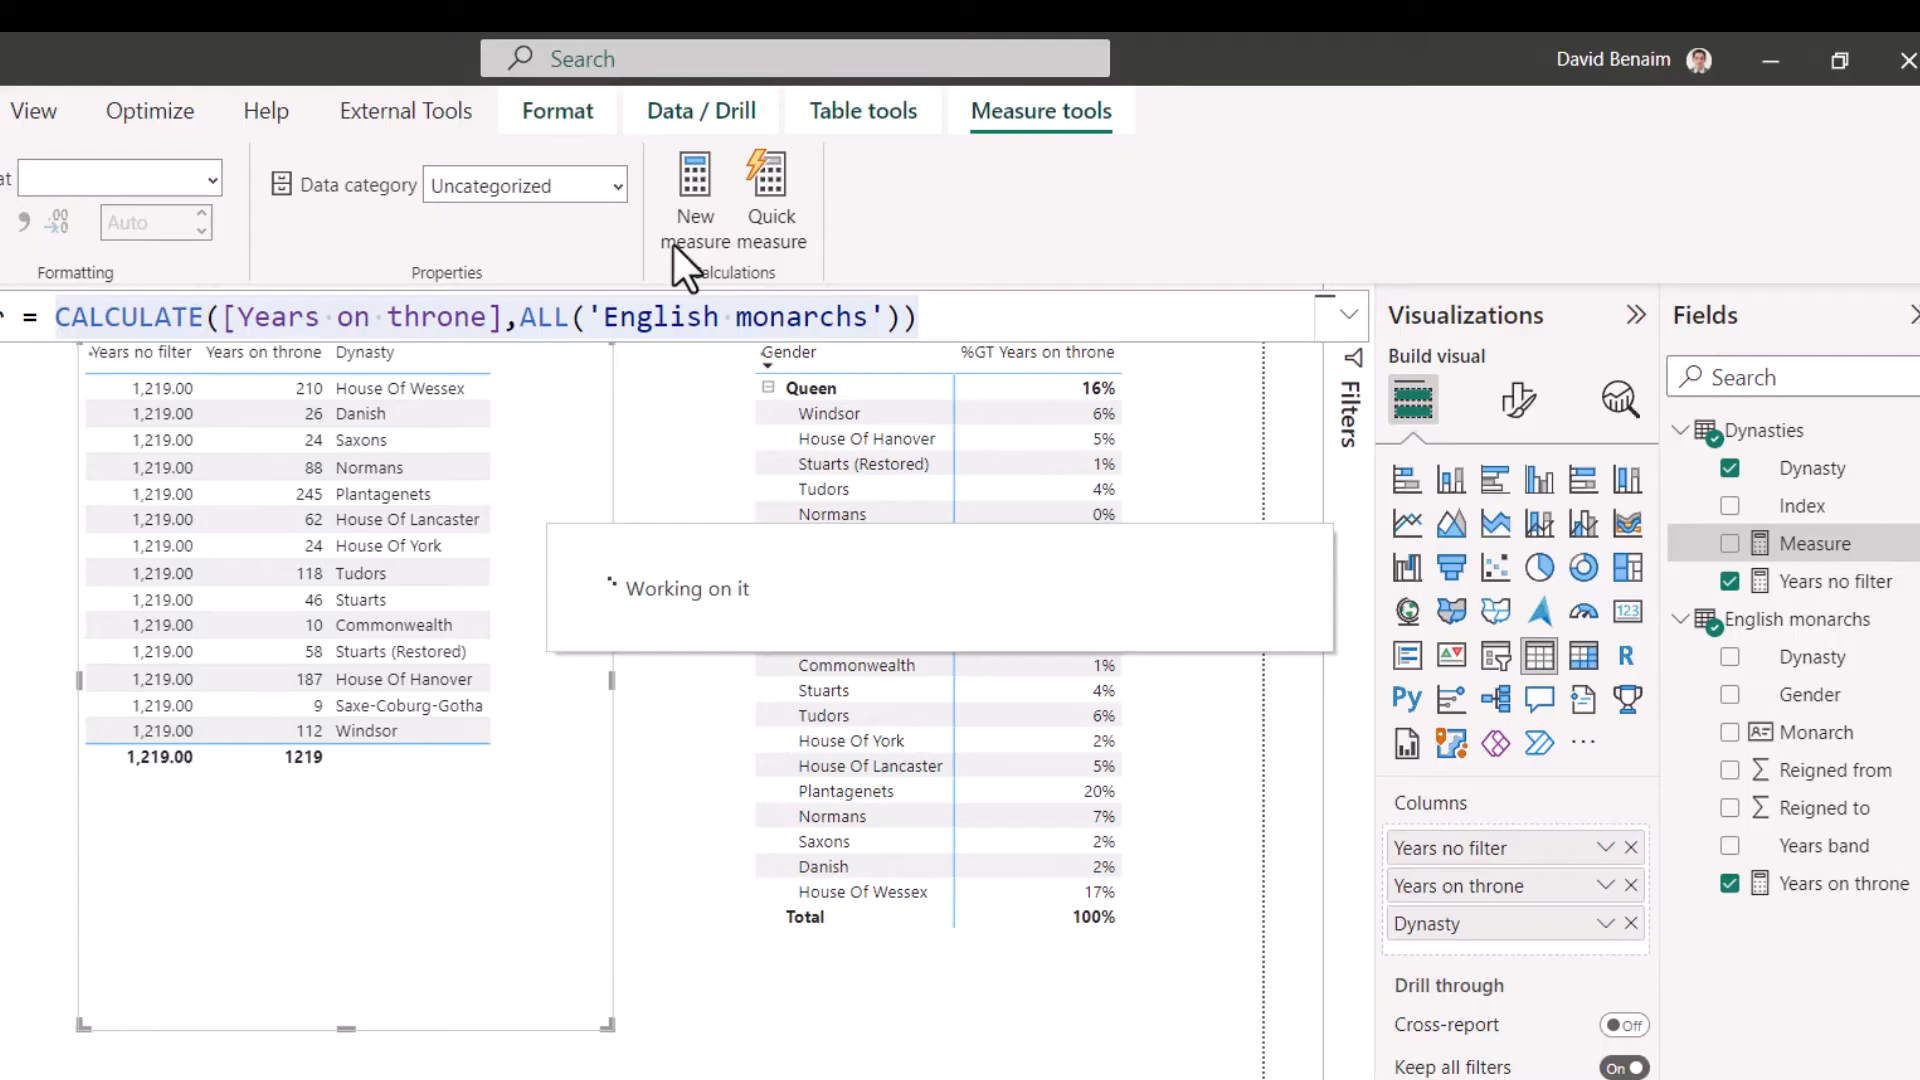 Search
David Benaim
View
Optimize
Help
External Tools
Format
Data / Drill
Table tools
Measure tools
Data category
Uncategorized
Auto
New measure
Quick measure
Formatting
Properties
= CALCULATE([Years on throne],ALL('English monarchs'))
Years no filter Years on throne Dynasty
1,219.00 210 House Of Wessex
1,219.00 26 Danish
1,219.00 24 Saxons
1,219.00 88 Normans
1,219.00 245 Plantagenets
1,219.00 62 House Of Lancaster
1,219.00 24 House Of York
1,219.00 118 Tudors
1,219.00 46 Stuarts
1,219.00 10 Commonwealth
1,219.00 58 Stuarts (Restored)
1,219.00 187 House Of Hanover
1,219.00 9 Saxe-Coburg-Gotha
1,219.00 112 Windsor
1,219.00 1219
Gender %GT Years on throne
Queen 16%
Windsor 6%
House Of Hanover 5%
Stuarts (Restored) 1%
Tudors 4%
Normans 0%
Working on it
Commonwealth 1%
Stuarts 4%
Tudors 6%
House Of York 2%
House Of Lancaster 5%
Plantagenets 20%
Normans 7%
Saxons 2%
Danish 2%
House Of Wessex 17%
Total 100%
Filters
Visualizations
Build visual
123
R
Py
Columns
Years no filter
Years on throne
Dynasty
Drill through
Cross-report
Off
Keep all filters
On
Fields
Search
Dynasties
Dynasty
Index
Measure
Years no filter
English monarchs
Dynasty
Gender
Monarch
Reigned from
Reigned to
Years band
Years on throne